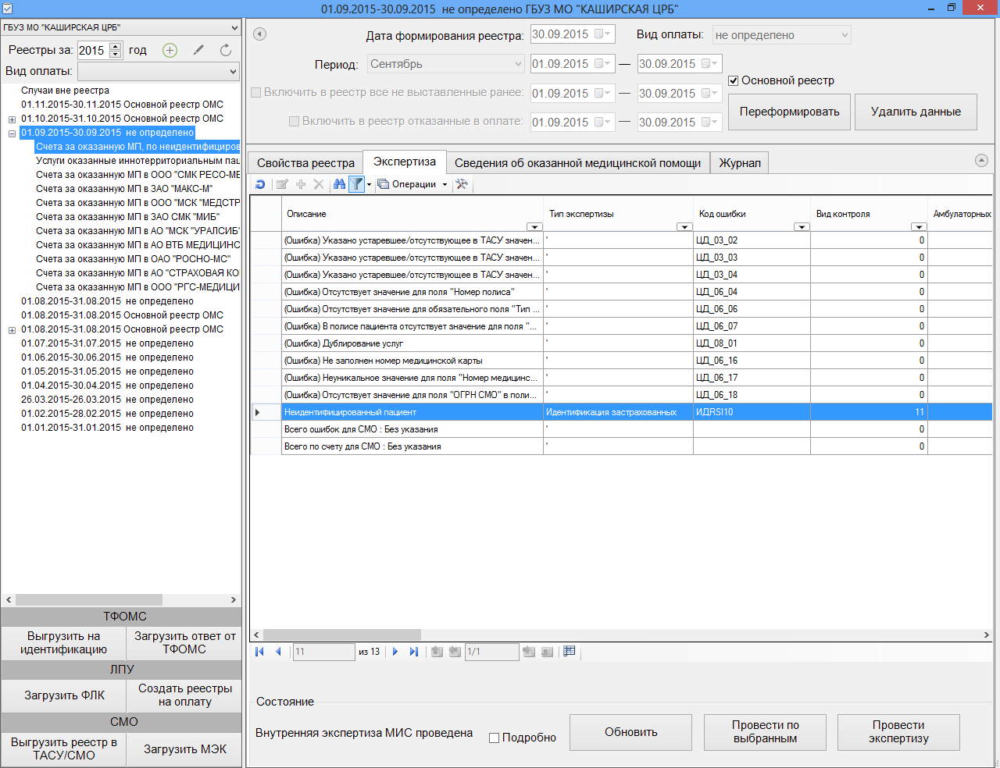 01.09.2015-30.09.2015  не определено ГБУЗ МО "КАШИРСКАЯ ЦРБ"
ГБУЗ МО "КАШИРСКАЯ ЦРБ"
Реестры за: 2015 год
Вид оплаты:
Случаи вне реестра
01.11.2015-30.11.2015 Основной реестр ОМС
01.10.2015-31.10.2015 Основной реестр ОМС
01.09.2015-30.09.2015  не определено
Счета за оказанную МП, по неидентифициров
Услуги оказанные иннотерриториальным пац
Счета за оказанную МП в ООО "СМК РЕСО-МЕ
Счета за оказанную МП в ЗАО "МАКС-М"
Счета за оказанную МП в ООО "МСК "МЕДСТР
Счета за оказанную МП в ЗАО СМК "МИБ"
Счета за оказанную МП в АО "МСК "УРАЛСИБ"
Счета за оказанную МП в АО ВТБ МЕДИЦИНС
Счета за оказанную МП в ОАО "РОСНО-МС"
Счета за оказанную МП в АО "СТРАХОВАЯ КО
Счета за оказанную МП в ООО "РГС-МЕДИЦИ
01.08.2015-31.08.2015  не определено
01.08.2015-31.08.2015 Основной реестр ОМС
01.08.2015-31.08.2015 Основной реестр ОМС
01.07.2015-31.07.2015  не определено
01.06.2015-30.06.2015  не определено
01.05.2015-31.05.2015  не определено
01.04.2015-30.04.2015  не определено
26.03.2015-26.03.2015  не определено
01.02.2015-28.02.2015  не определено
01.01.2015-31.01.2015  не определено
ТФОМС
Выгрузить на идентификацию
Загрузить ответ от ТФОМС
ЛПУ
Загрузить ФЛК
Создать реестры на оплату
СМО
Выгрузить реестр в ТАСУ/СМО
Загрузить МЭК
Дата формирования реестра: 30.09.2015 Вид оплаты: не определено
Период: Сентябрь 01.09.2015 — 30.09.2015
Основной реестр
Включить в реестр все не выставленные ранее: 01.09.2015 — 30.09.2015
Включить в реестр отказанные в оплате: 01.09.2015 — 30.09.2015
Переформировать Удалить данные
Свойства реестра Экспертиза Сведения об оказанной медицинской помощи Журнал
Операции
Описание Тип экспертизы Код ошибки Вид контроля Амбулаторных
(Ошибка) Указано устаревшее/отсутствующее в ТАСУ значен... ' ЦД_03_02 0
(Ошибка) Указано устаревшее/отсутствующее в ТАСУ значен... ' ЦД_03_03 0
(Ошибка) Указано устаревшее/отсутствующее в ТАСУ значен... ' ЦД_03_04 0
(Ошибка) Отсутствует значение для поля "Номер полиса" ' ЦД_06_04 0
(Ошибка) Отсутствует значение для обязательного поля "Тип ... ' ЦД_06_06 0
(Ошибка) В полисе пациента отсутствует значение для поля "... ' ЦД_06_07 0
(Ошибка) Дублирование услуг ' ЦД_08_01 0
(Ошибка) Не заполнен номер медицинской карты ' ЦД_06_16 0
(Ошибка) Неуникальное значение для поля "Номер медицинс... ' ЦД_06_17 0
(Ошибка) Отсутствует значение для поля "ОГРН СМО" в поли... ' ЦД_06_18 0
Неидентифицированный пациент Идентификация застрахованных ИДRSI10 11
Всего ошибок для СМО : Без указания ' 0
Всего по счету для СМО : Без указания ' 0
11 из 13 1/1
Состояние
Внутренняя экспертиза МИС проведена Подробно Обновить
Провести по выбранным
Провести экспертизу